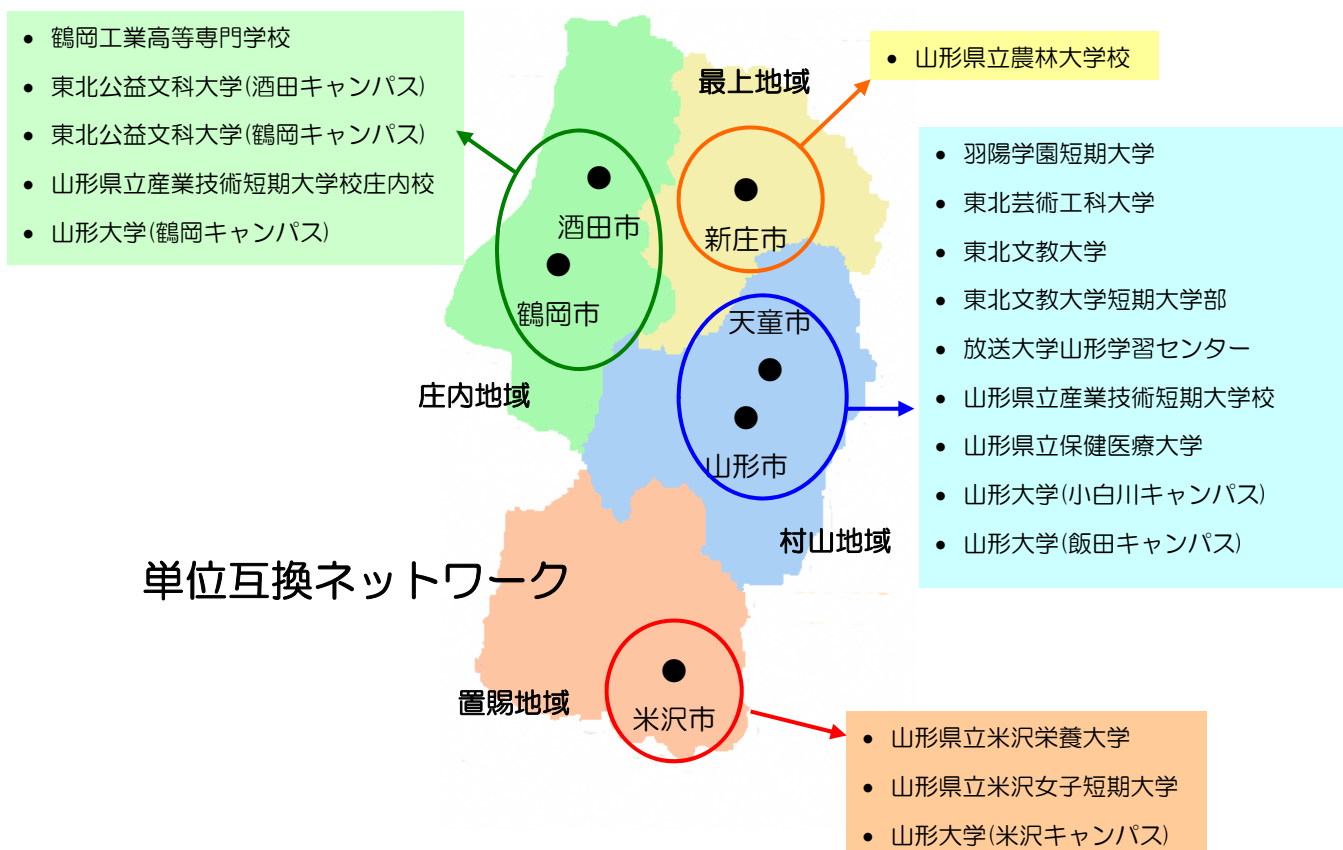 • 鶴岡工業高等専門学校
• 東北公益文科大学(酒田キャンパス)
• 東北公益文科大学(鶴岡キャンパス)
• 山形県立産業技術短期大学校庄内校
• 山形大学(鶴岡キャンパス)
最上地域
• 山形県立農林大学校
酒田市
鶴岡市
新庄市
庄内地域
天童市
山形市
村山地域
• 羽陽学園短期大学
• 東北芸術工科大学
• 東北文教大学
• 東北文教大学短期大学部
• 放送大学山形学習センター
• 山形県立産業技術短期大学校
• 山形県立保健医療大学
• 山形大学(小白川キャンパス)
• 山形大学(飯田キャンパス)
単位互換ネットワーク
置賜地域
米沢市
• 山形県立米沢栄養大学
• 山形県立米沢女子短期大学
• 山形大学(米沢キャンパス)